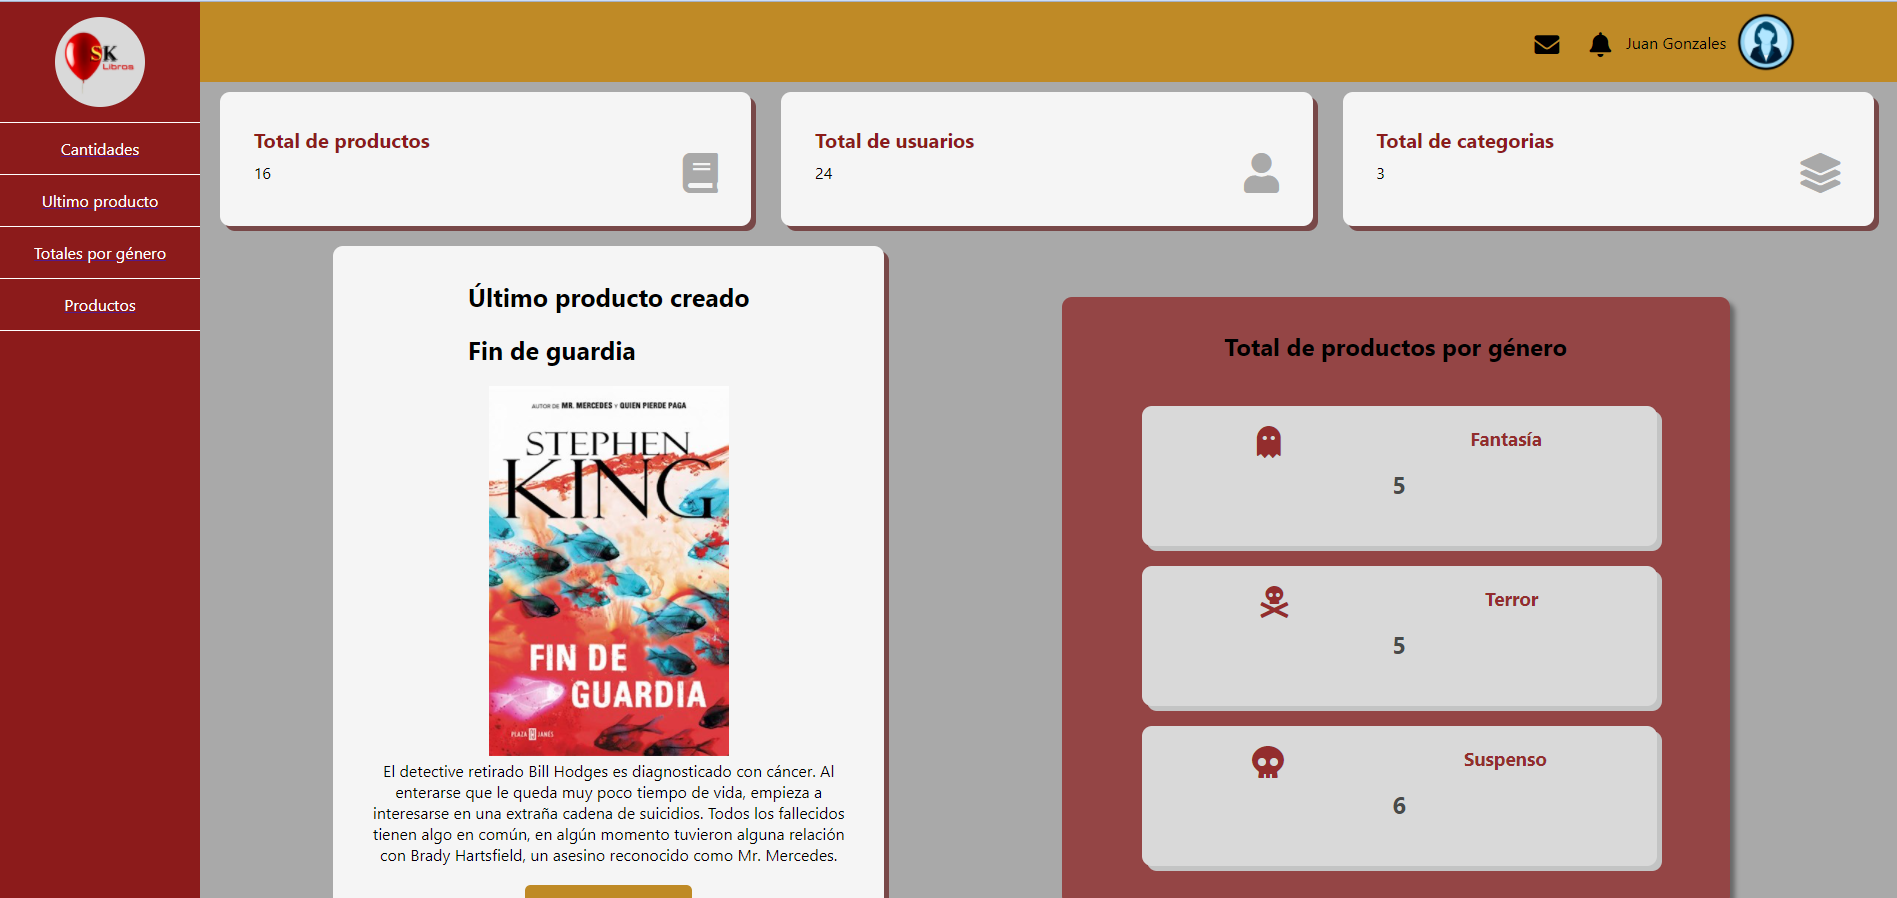 SK
Libros
Cantidades
Ultimo producto
Totales por género
Productos
Juan Gonzales
Total de productos
16
Total de usuarios
24
Total de categorias
3
Último producto creado
Fin de guardia
AUTOR DE MR. MERCEDES Y QUIEN PIERDE PAGA
STEPHEN
KING
FIN DE
GUARDIA
PLAZA JANÉS
El detective retirado Bill Hodges es diagnosticado con cáncer. Al
enterarse que le queda muy poco tiempo de vida, empieza a
interesarse en una extraña cadena de suicidios. Todos los fallecidos
tienen algo en común, en algún momento tuvieron alguna relación
con Brady Hartsfield, un asesino reconocido como Mr. Mercedes.
Total de productos por género
Fantasía
5
Terror
5
Suspenso
6